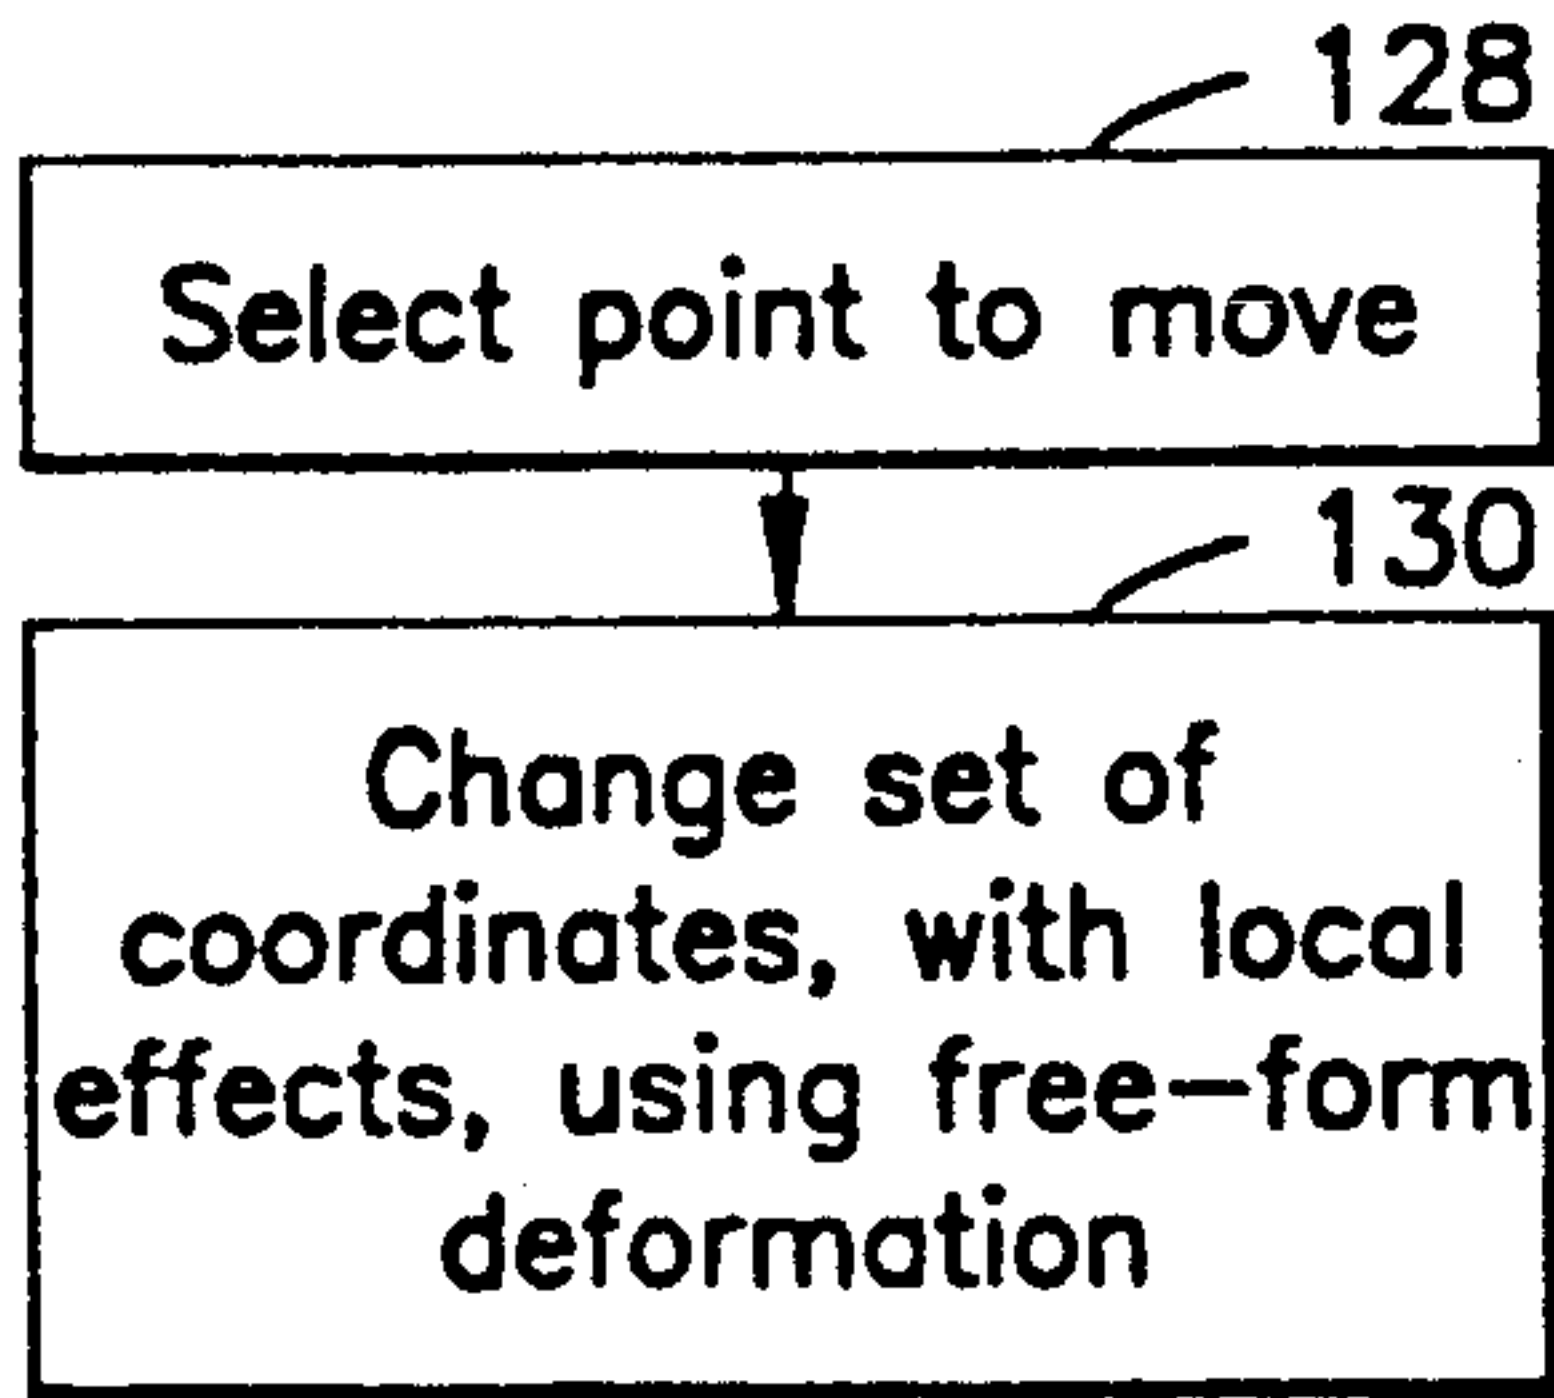 128
Select point to move
130
Change set of
coordinates, with local
effects, using free-form
deformation